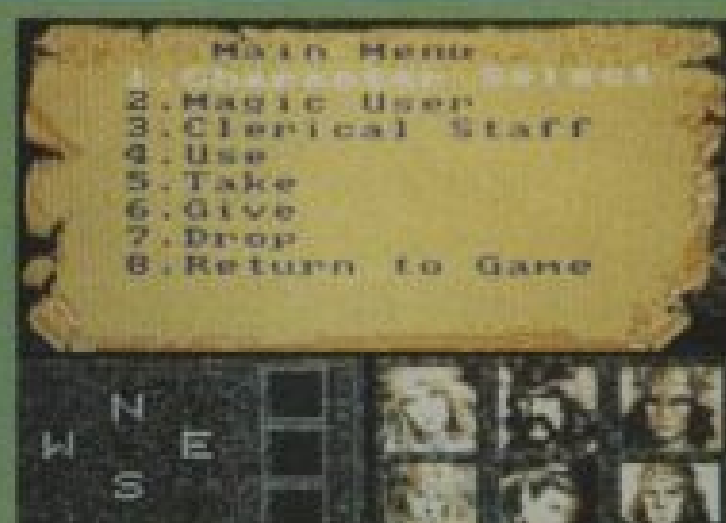 Main Menu
1.Character Select
2.Magic User
3.Clerical Staff
4.Use
5.Take
6.Give
7.Drop
8.Return to Game
N
W E
S